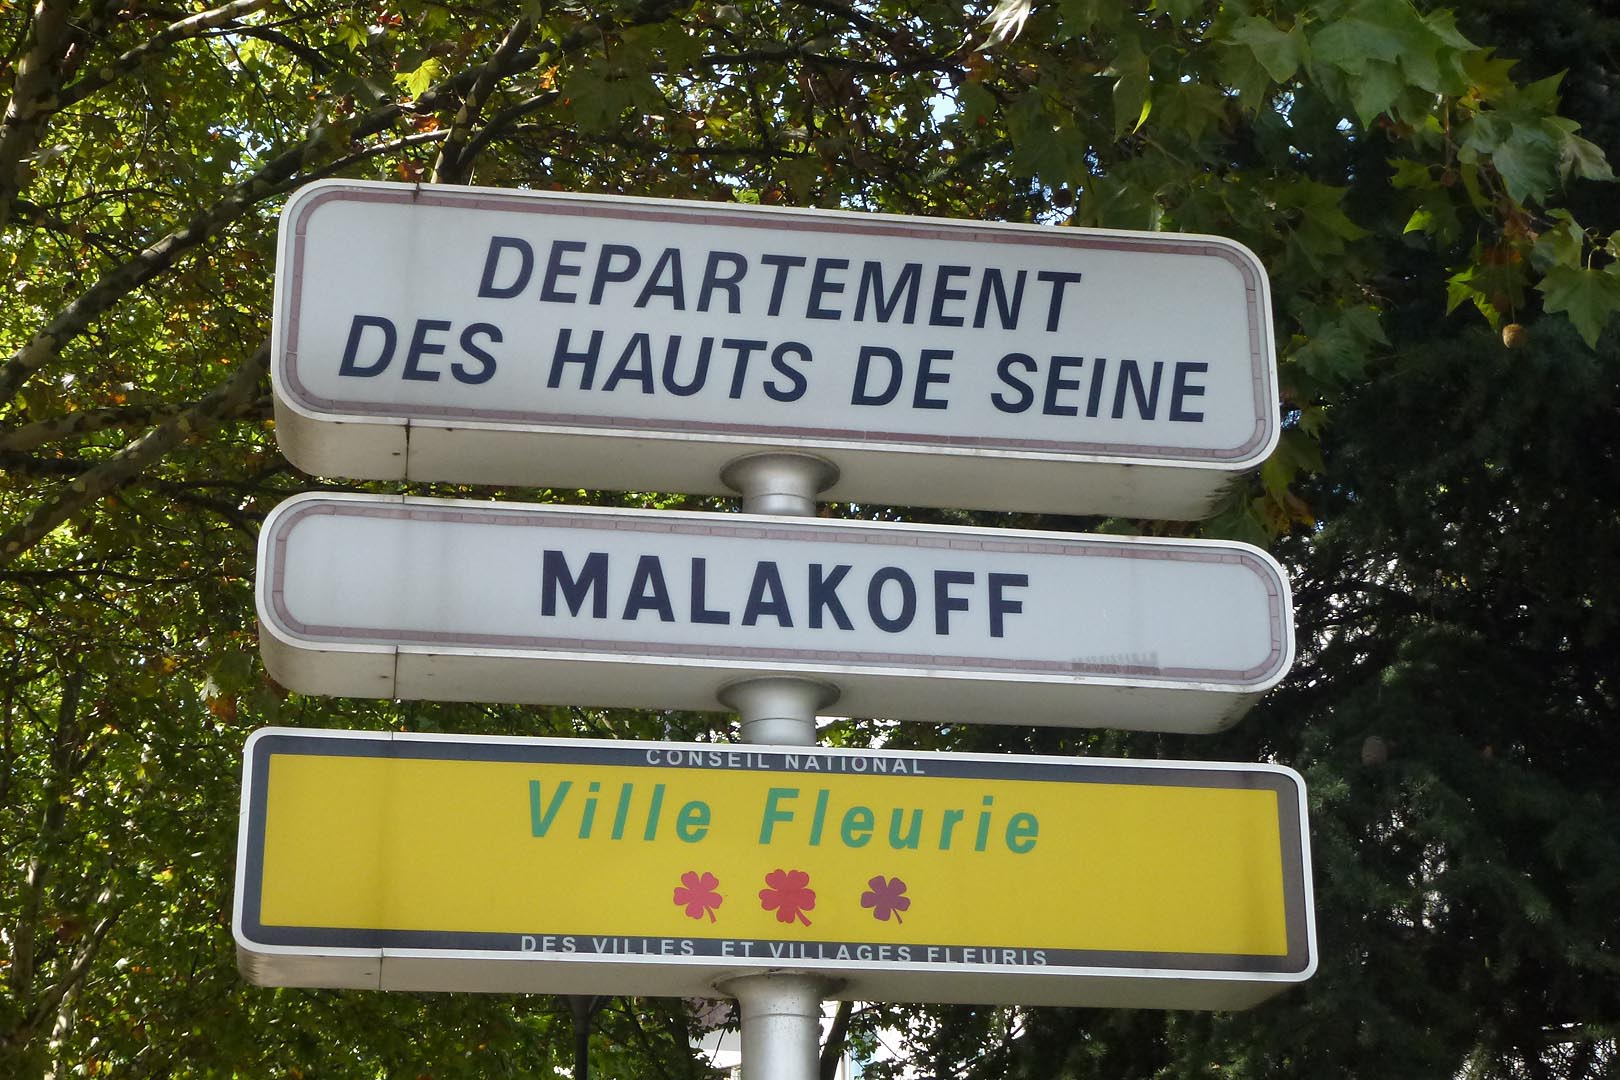 DEPARTEMENT
DES HAUTS DE SEINE
MALAKOFF
CONSEIL NATIONAL
Ville Fleurie
DES VILLES ET VILLAGES FLEURIS